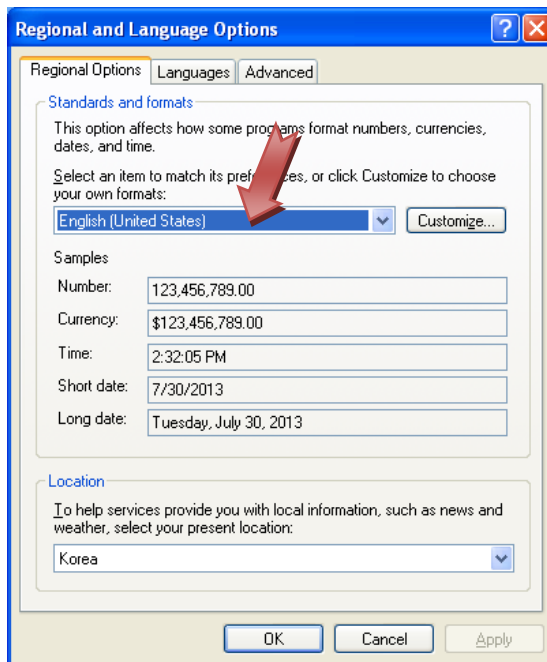 Regional and Language Options
Regional Options Languages Advanced
Standards and formats
This option affects how some programs format numbers, currencies,
dates, and time.
Select an item to match its preferences, or click Customize to choose
your own formats:
English (United States) Customize...
Samples
Number: 123,456,789.00
Currency: $123,456,789.00
Time: 2:32:05 PM
Short date: 7/30/2013
Long date: Tuesday, July 30, 2013
Location
To help services provide you with local information, such as news and
weather, select your present location:
Korea
OK Cancel Apply